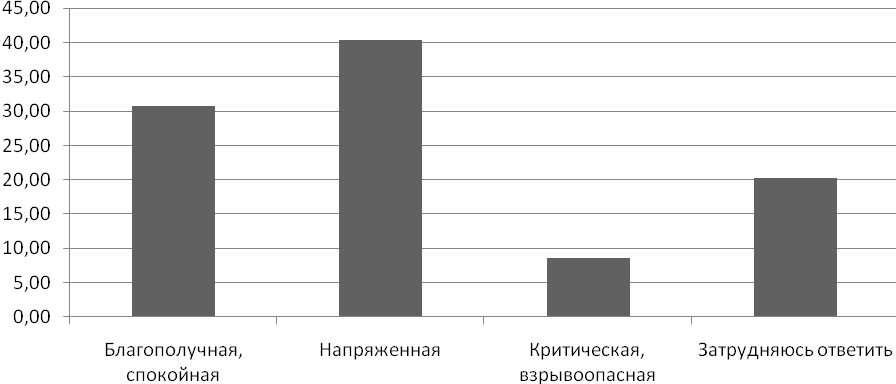 45,00
40,00
35,00
30,00
25,00
20,00
15,00
10,00
5,00
0,00
Благополучная,
спокойная
Напряженная
Критическая,
взрывоопасная
Затрудняюсь ответить